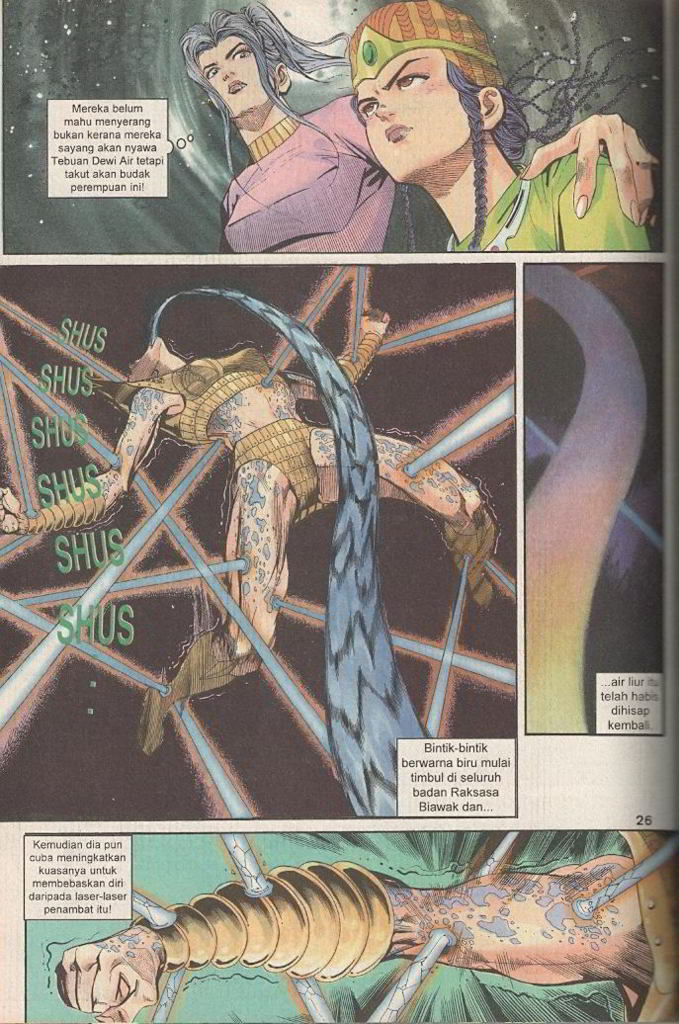 Mereka belum
mahu menyerang
bukan kerana mereka
sayang akan nyawa
Tebuan Dewi Air tetapi
takut akan budak
perempuan ini!
SHUS
SHUS
SHUS
SHUS
SHUS
SHUS
...air liur itu
telah habis
dihisap
kembali.
Bintik-bintik
berwarna biru mulai
timbul di seluruh
badan Raksasa
Biawak dan...
26
Kemudian dia pun
cuba meningkatkan
kuasanya untuk
membebaskan diri
daripada laser-laser
penambat itu!